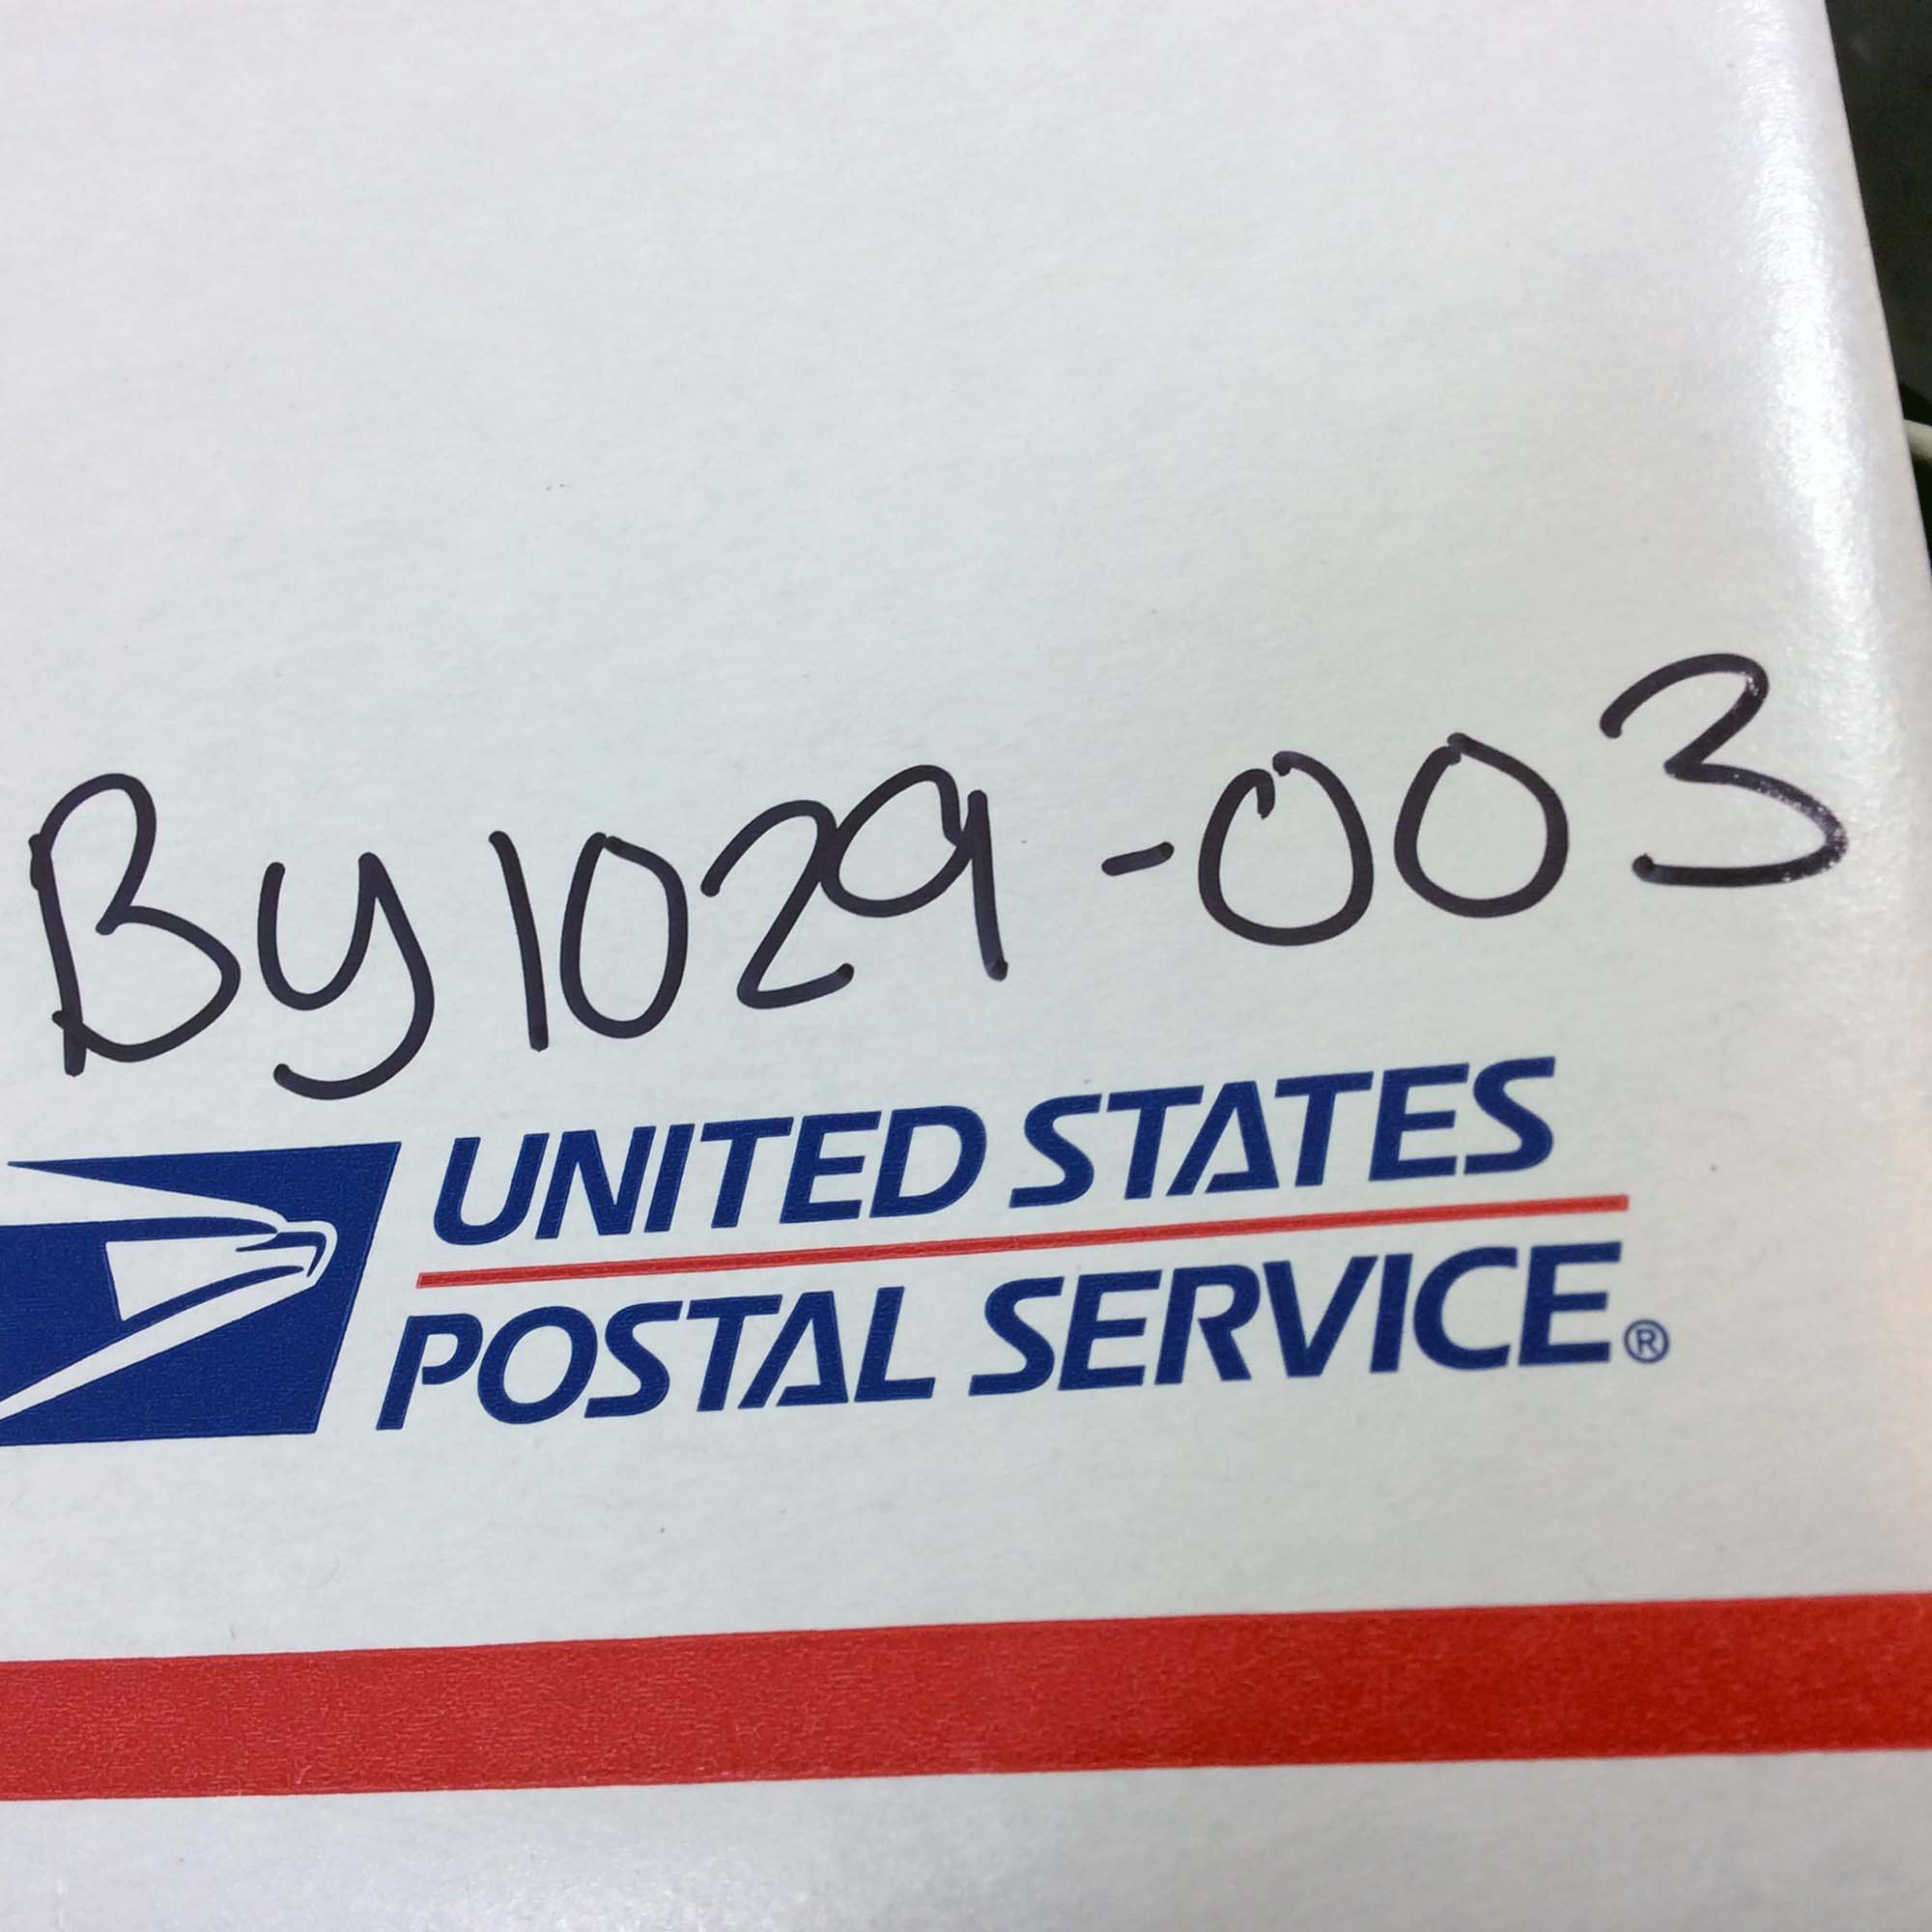 By1029-003
UNITED STATES
POSTAL SERVICE®